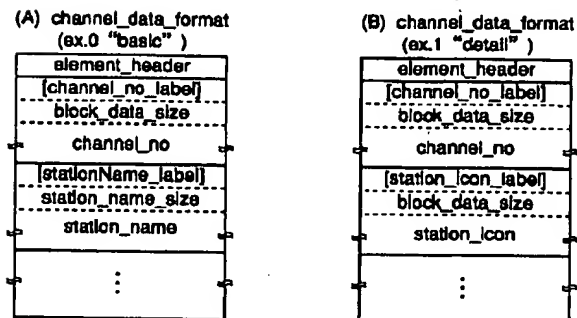 (A) channel_data_format
(ex.0 "basic" )
element_header
[channel_no_label]
block_data_size
channel_no
[stationName_label]
station_name_size
station_name
(B) channel_data_format
(ex.1 "detail" )
element_header
[channel_no_label]
block_data_size
channel_no
[station_icon_label]
block_data_size
station_icon